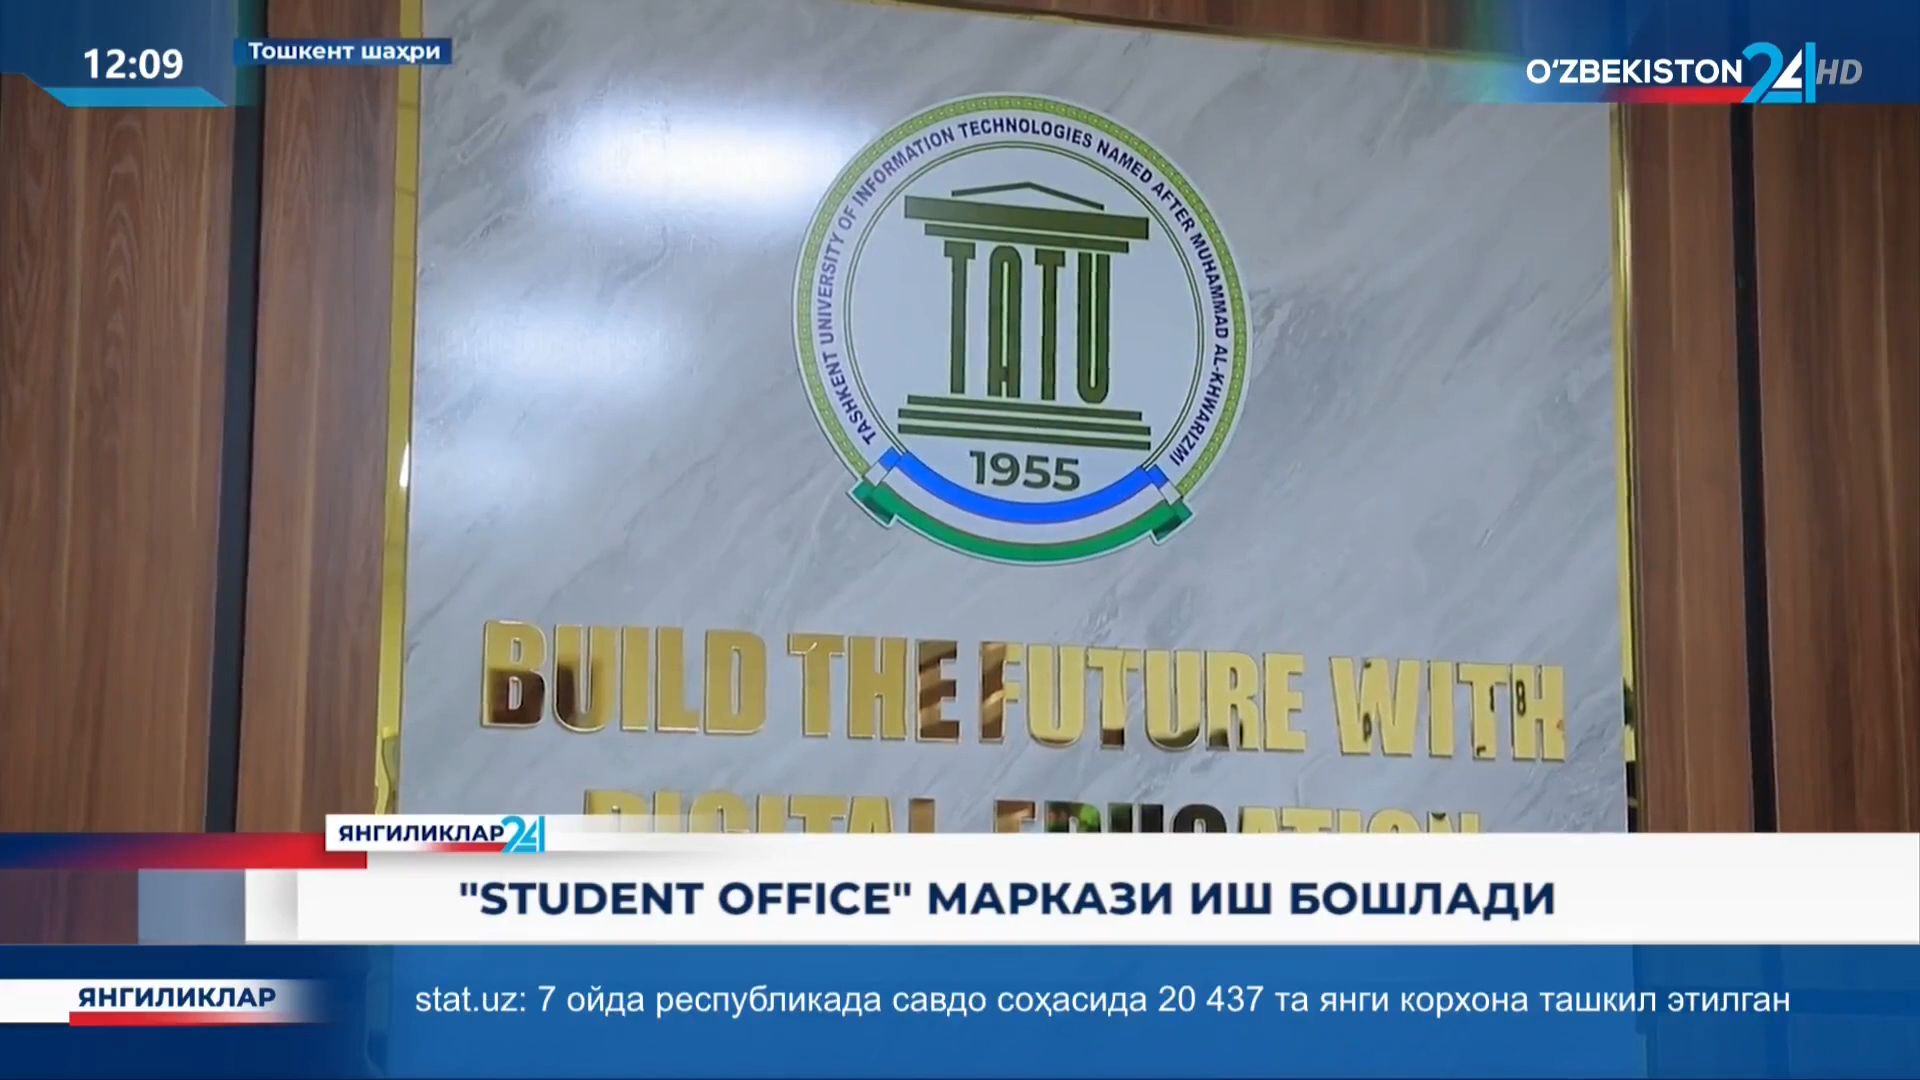 12:09
Тошкент шаҳри
O‘ZBEKISTON 24 HD
TASHKENT UNIVERSITY OF INFORMATION TECHNOLOGIES NAMED AFTER MUHAMMAD AL-KHWARIZMI
TATU
1955
BUILD THE FUTURE WITH
DIGITAL EDUCATION
ЯНГИЛИКЛАР 24
"STUDENT OFFICE" МАРКАЗИ ИШ БОШЛАДИ
ЯНГИЛИКЛАР
stat.uz: 7 ойда республикада савдо соҳасида 20 437 та янги корхона ташкил этилган